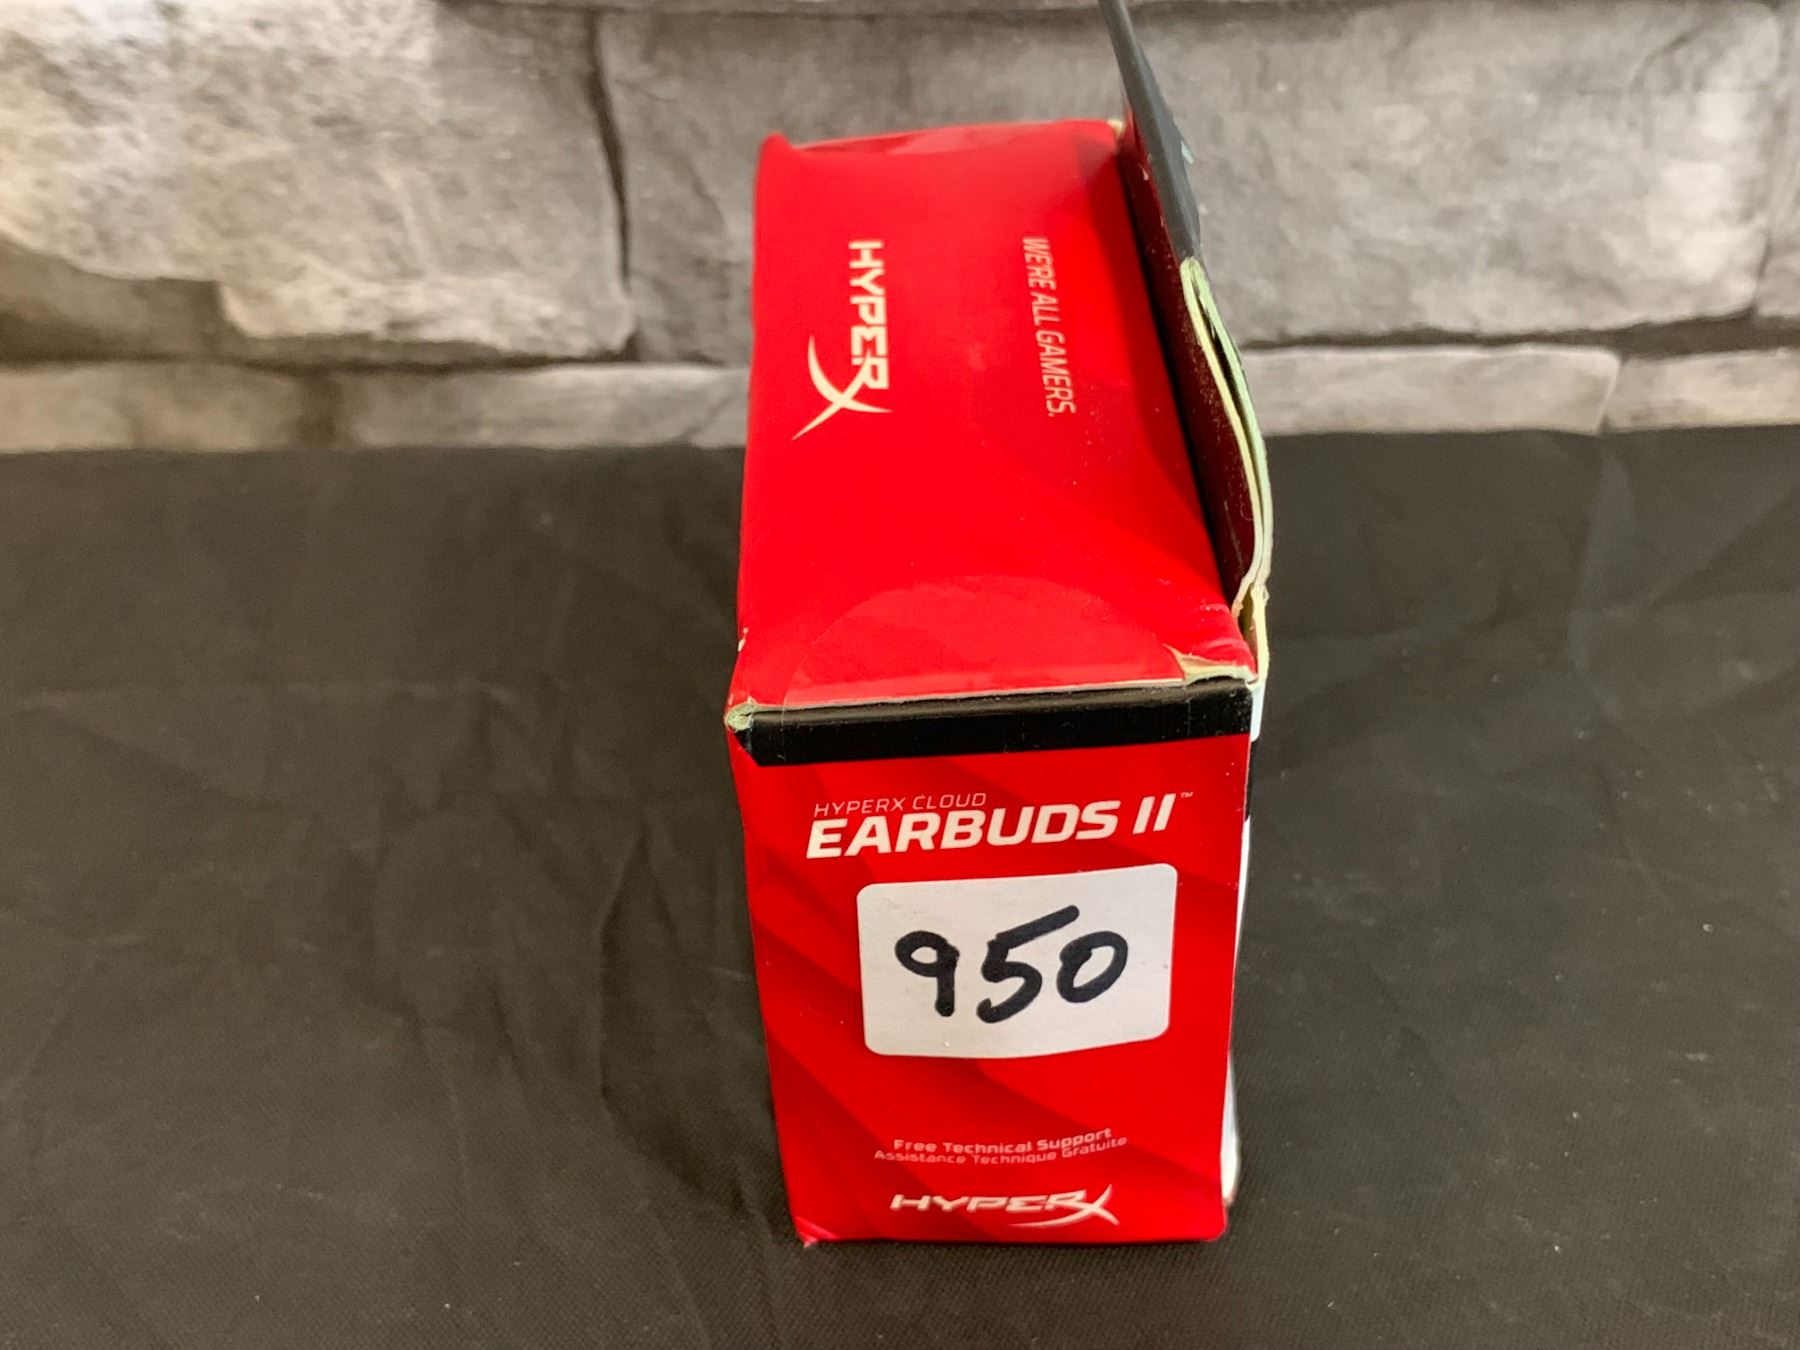 HYPERX
WE'RE ALL GAMERS.
HYPERX CLOUD
EARBUDS II™
950
Free Technical Support
Assistance Technique Gratuite
HYPERX